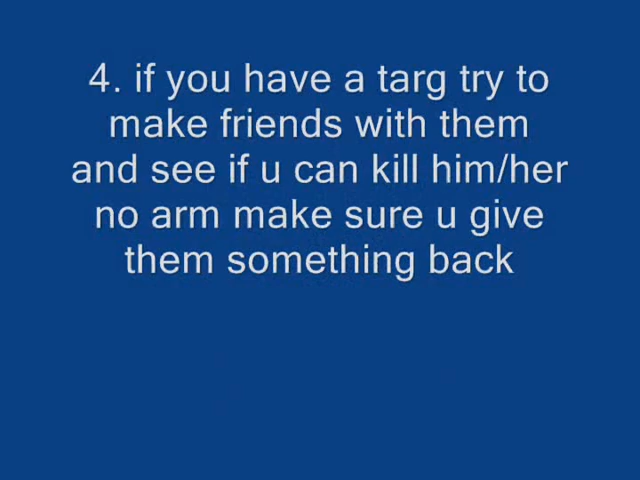 4. if you have a targ try to
make friends with them
and see if u can kill him/her
no arm make sure u give
them something back